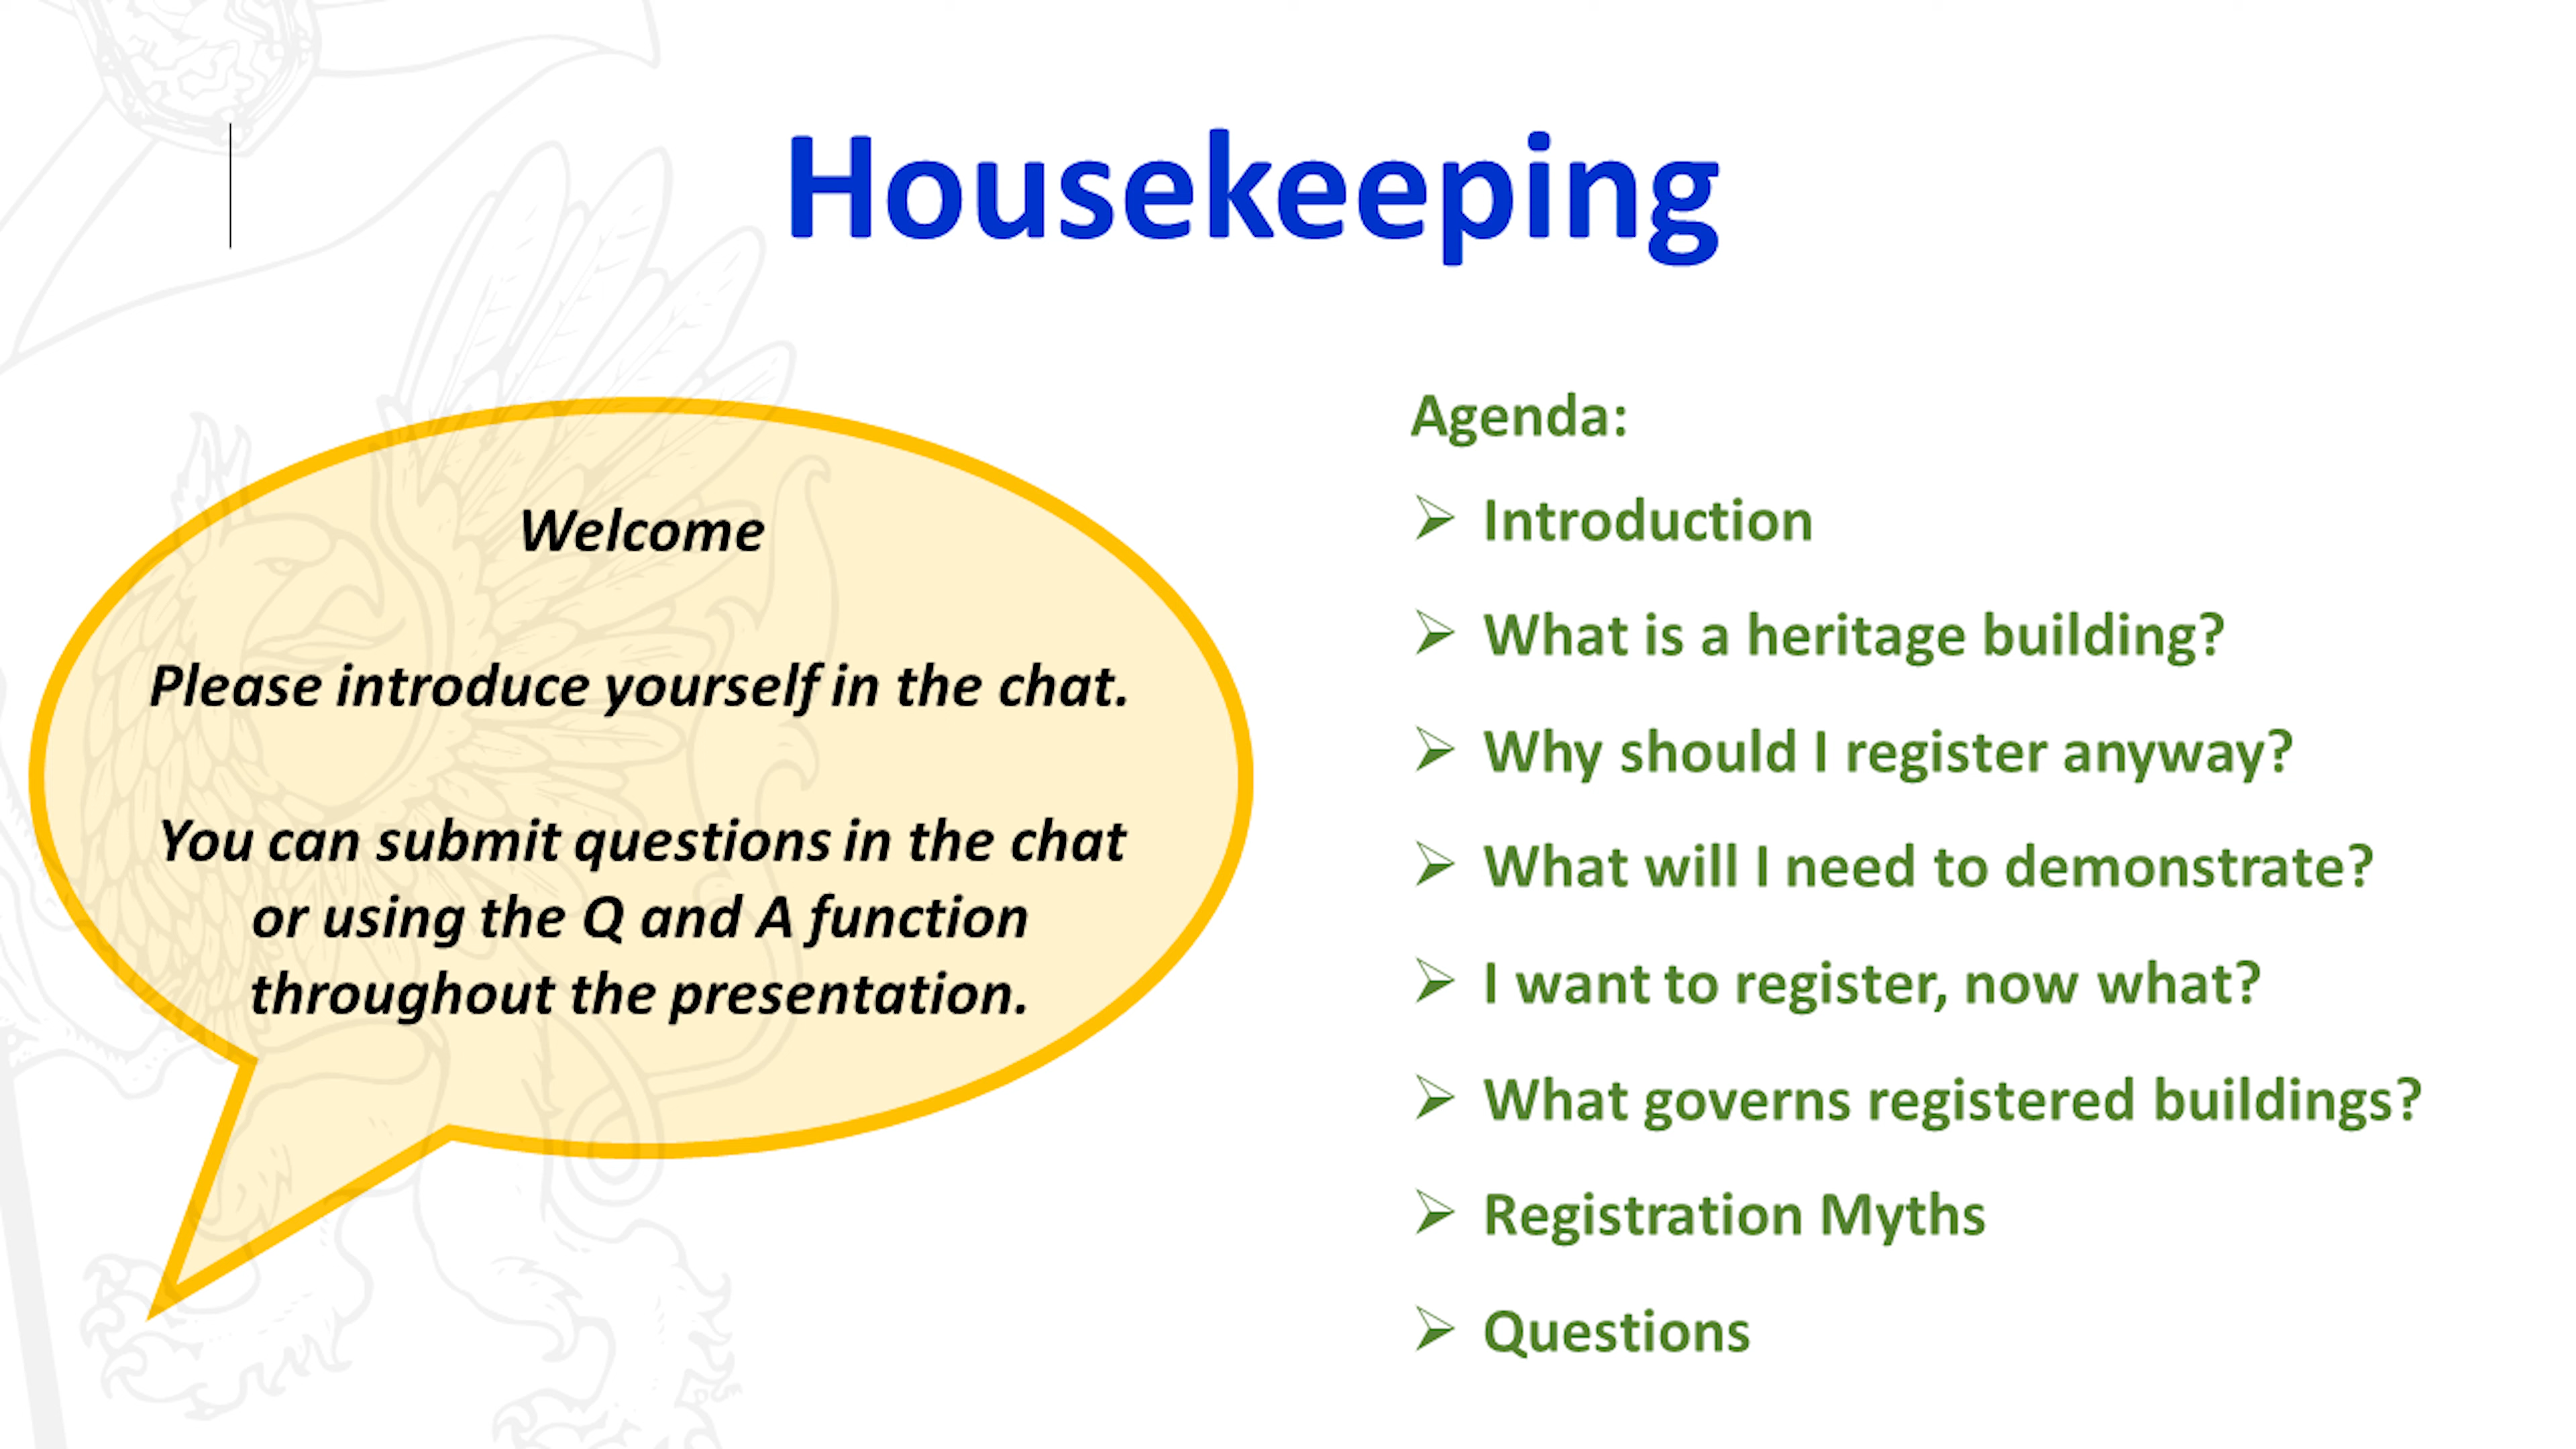 Housekeeping
Welcome
Please introduce yourself in the chat.
You can submit questions in the chat
or using the Q and A function
throughout the presentation.
Agenda:
Introduction
What is a heritage building?
Why should I register anyway?
What will I need to demonstrate?
I want to register, now what?
What governs registered buildings?
Registration Myths
Questions